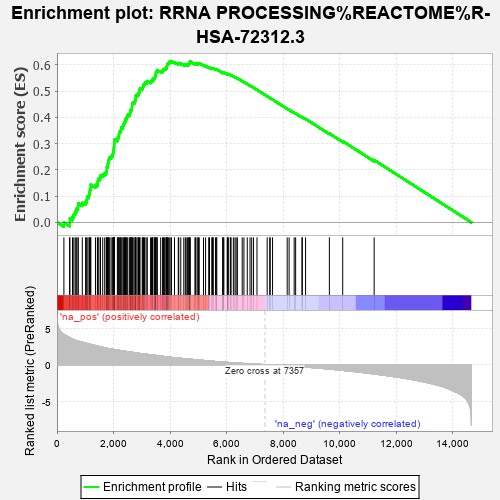 Enrichment plot: RRNA PROCESSING%REACTOME%R-
HSA-72312.3
Enrichment score (ES)
0.6
0.5
0.4
0.3
0.2
0.1
0.0
'na_pos' (positively correlated)
Ranked list metric (PreRanked)
5
0
-5
Zero cross at 7357
'na_neg' (negatively correlated)
0
2,000
4,000
6,000
8,000
10,000
12,000
14,000
Rank in Ordered Dataset
Enrichment profile
Hits
Ranking metric scores